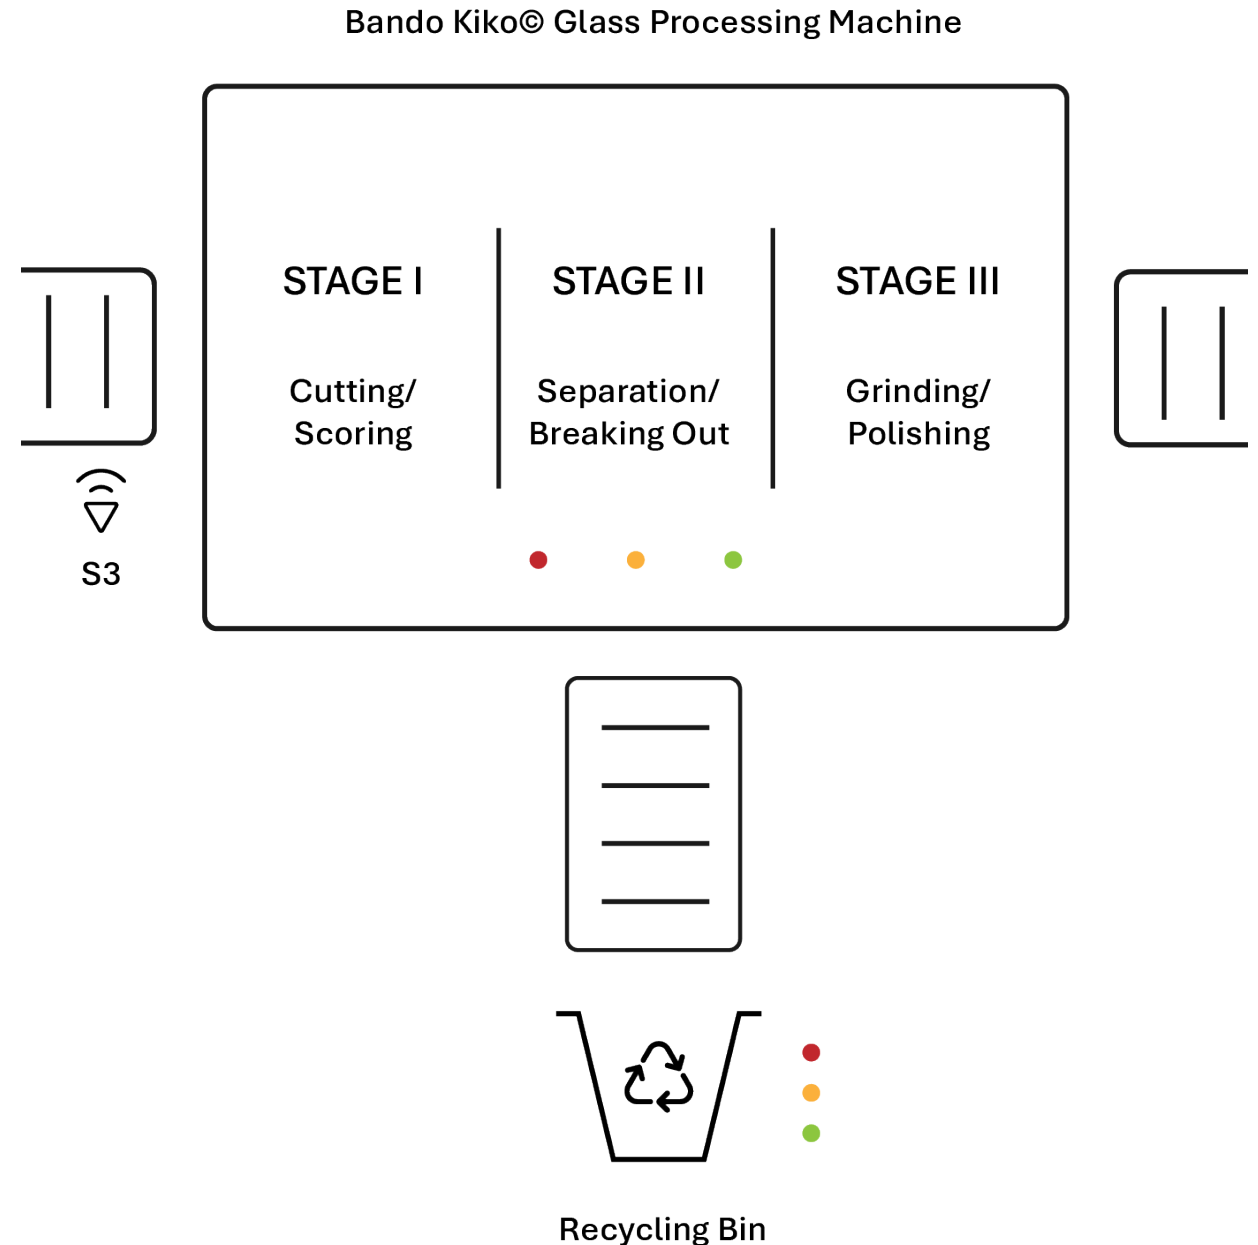 Bando Kiko© Glass Processing Machine
STAGE I
STAGE II
STAGE III
Cutting/
Scoring
Separation/
Breaking Out
Grinding/
Polishing
S3
Recycling Bin